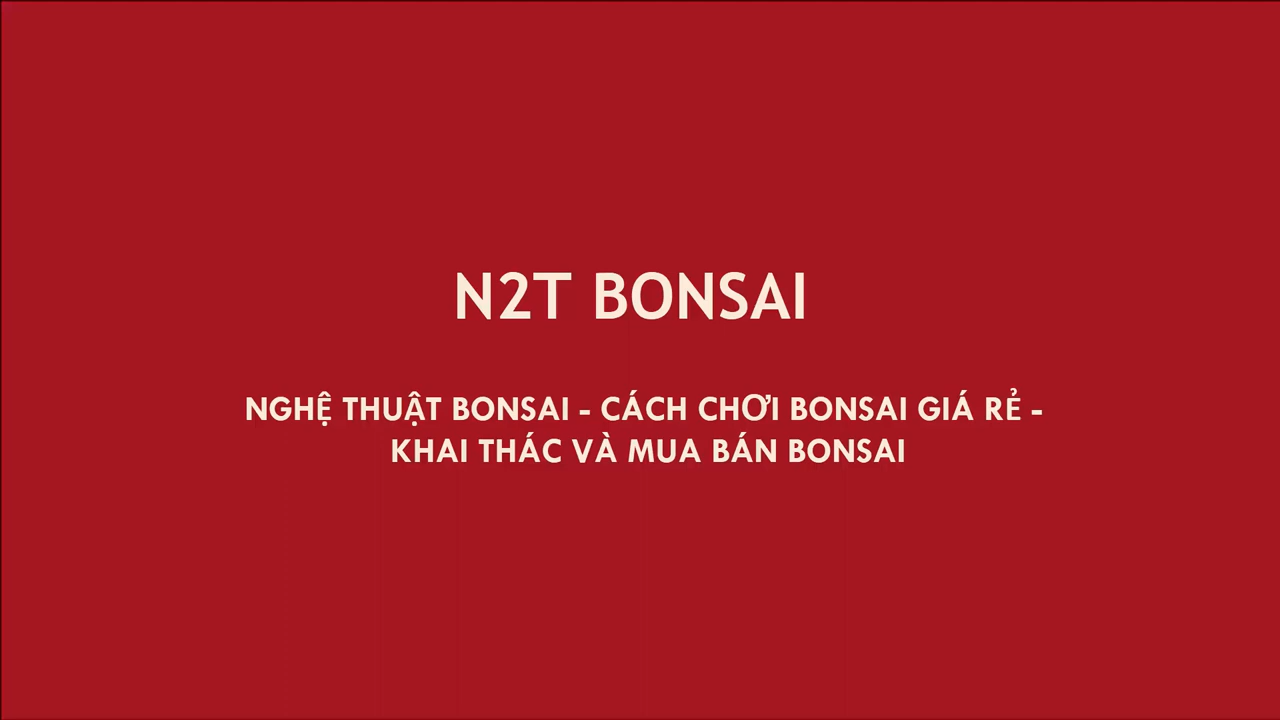 N2T BONSAI
NGHỆ THUẬT BONSAI - CÁCH CHƠI BONSAI GIÁ RẺ -
KHAI THÁC VÀ MUA BÁN BONSAI